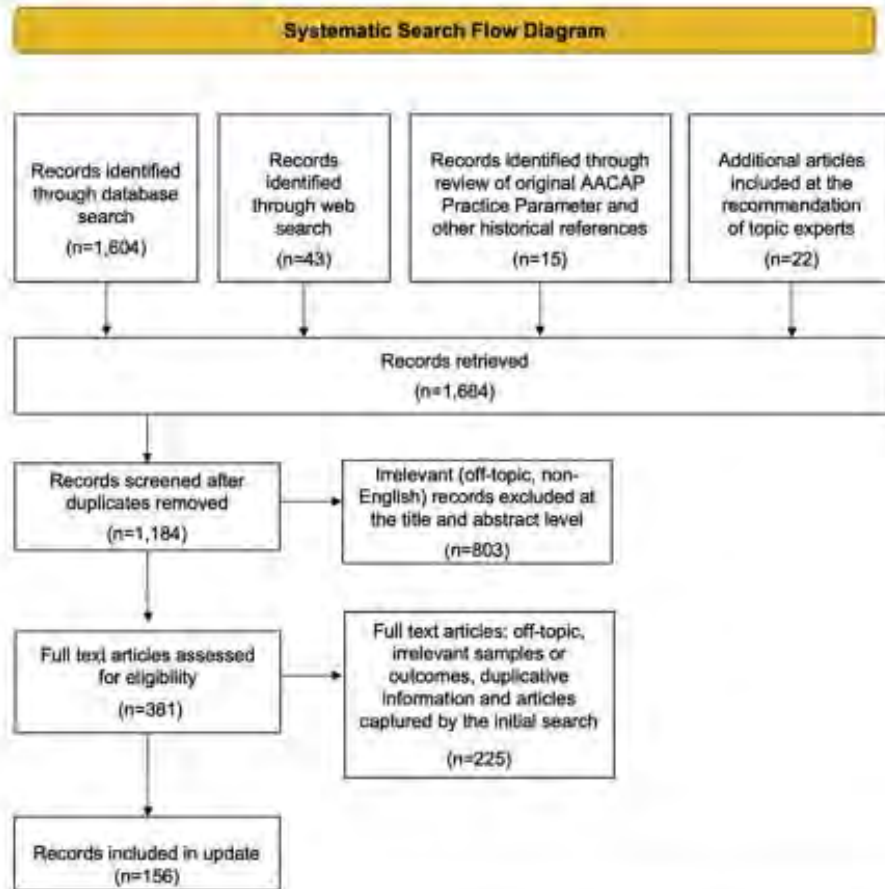 Systematic Search Flow Diagram
Records identified
through database
search
(n=1,604)
Records
identified
through web
search
(n=43)
Records identified through
review of original AACAP
Practice Parameter and
other historical references
(n=15)
Additional articles
included at the
recommendation
of topic experts
(n=22)
Records retrieved
(n=1,684)
Records screened after
duplicates removed
(n=1,184)
Irrelevant (off-topic, non-
English) records excluded at
the title and abstract level
(n=803)
Full text articles assessed
for eligibility
(n=381)
Full text articles: off-topic,
irrelevant samples or
outcomes, duplicative
information and articles
captured by the initial search
(n=225)
Records included in update
(n=156)